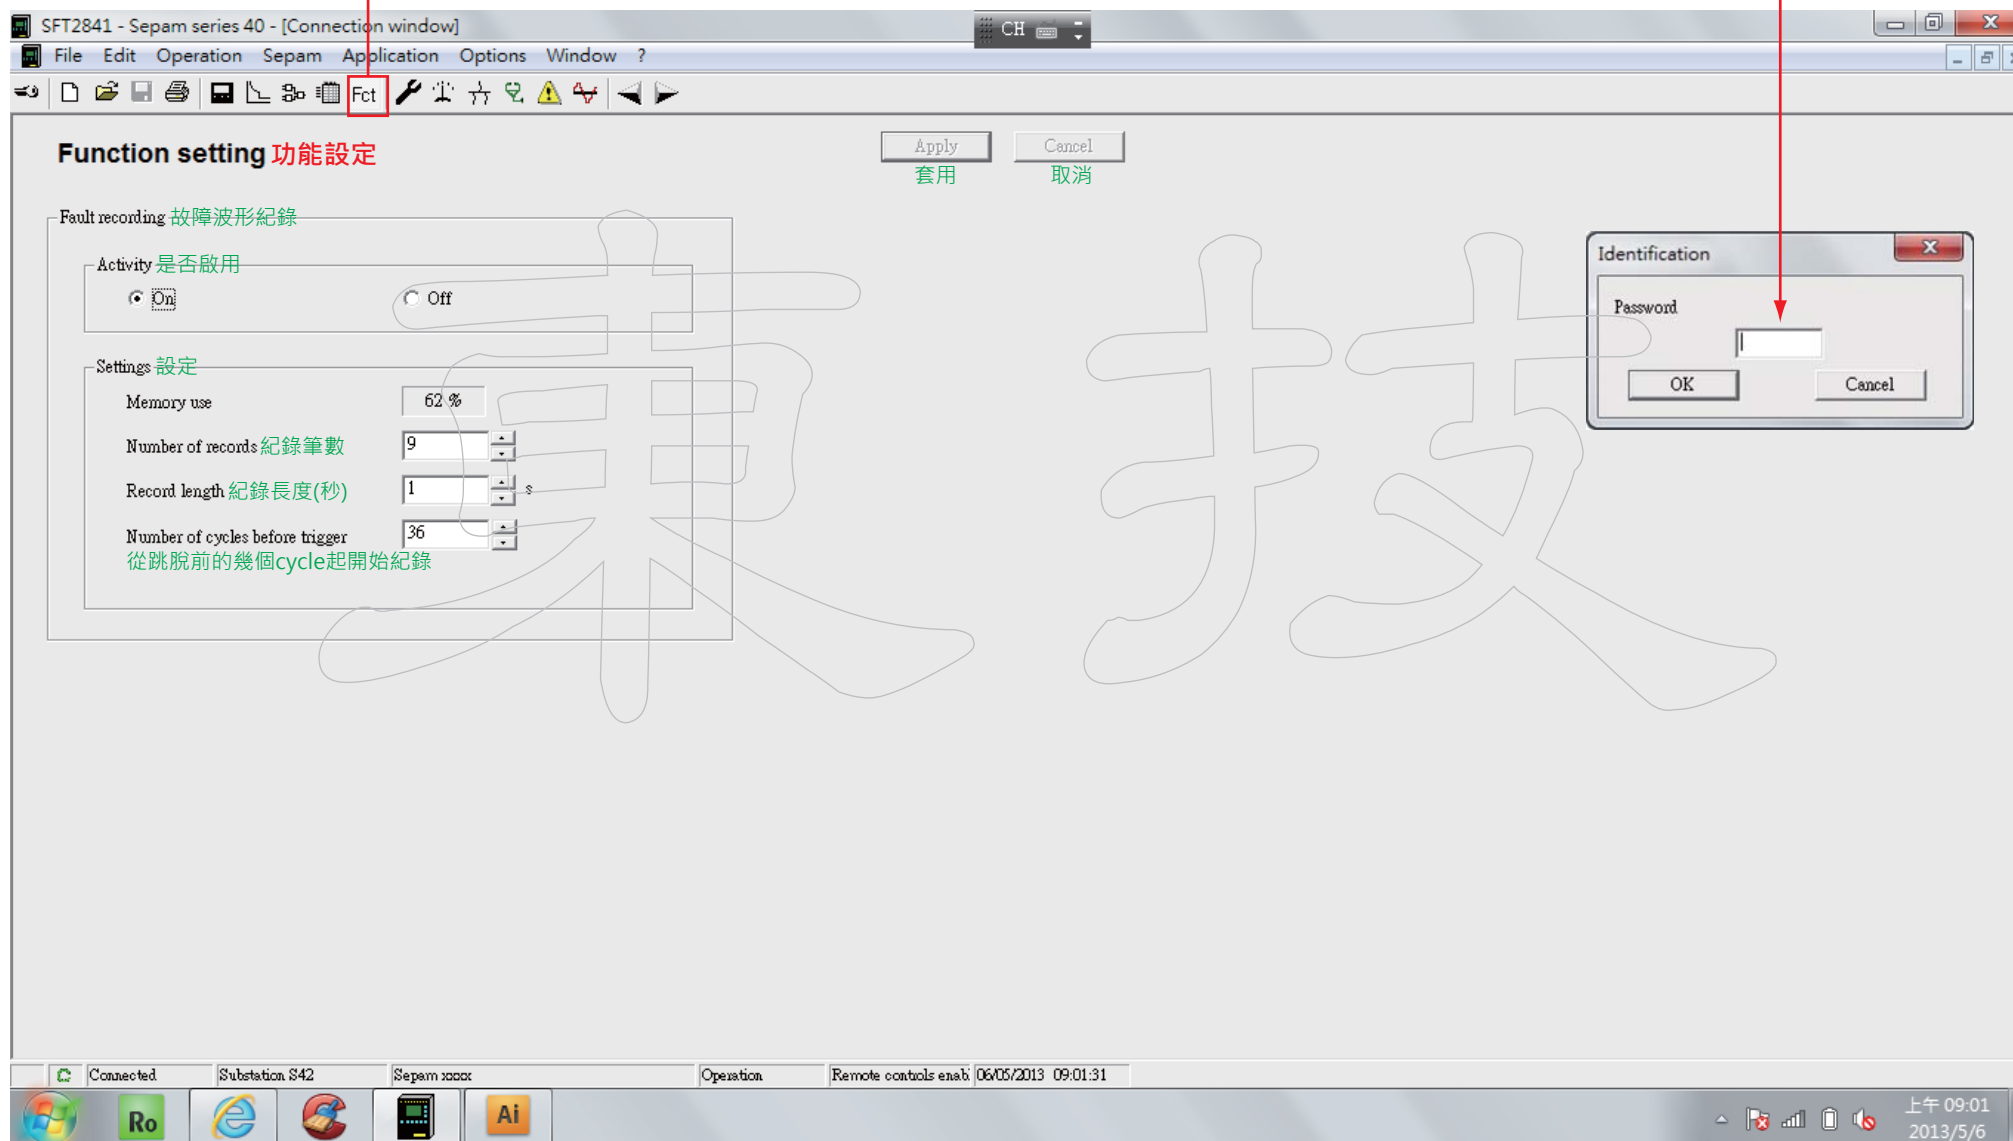 SFT2841 - Sepam series 40 - [Connection window]
CH
File Edit Operation Sepam Application Options Window ?
Fct
Function setting 功能設定
Apply Cancel
套用 取消
Fault recording 故障波形紀錄
Activity 是否啟用
On Off
Identification
Password
OK Cancel
Settings 設定
Memory use 62 %
Number of records 紀錄筆數 9
Record length 紀錄長度(秒) 1 s
Number of cycles before trigger 36
從跳脫前的幾個cycle起開始紀錄
東技
Connected Substation S42 Sepam xxxx Operation Remote controls enab 06/05/2013 09:01:31
Ro Ai
上午 09:01
2013/5/6